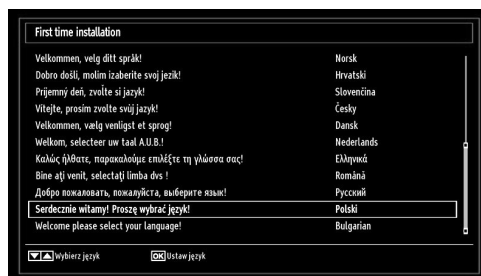 First time installation
Velkommen, velg ditt språk! Norsk
Dobro došli, molim izaberite svoj jezik! Hrvatski
Príjemný deň, zvoľte si jazyk! Slovenčina
Vítejte, prosím zvolte svůj jazyk! Česky
Velkommen, vælg venligst et sprog! Dansk
Welkom, selecteer uw taal A.U.B.! Nederlands
Καλώς ήλθατε, παρακαλούμε επιλέξτε τη γλώσσα σας! Ελληνικά
Bine aţi venit, selectaţi limba dvs ! Română
Добро пожаловать, пожалуйста, выберите язык! Русский
Serdecznie witamy! Proszę wybrać język! Polski
Welcome please select your language! Bulgarian
Wybierz język OK Ustaw język